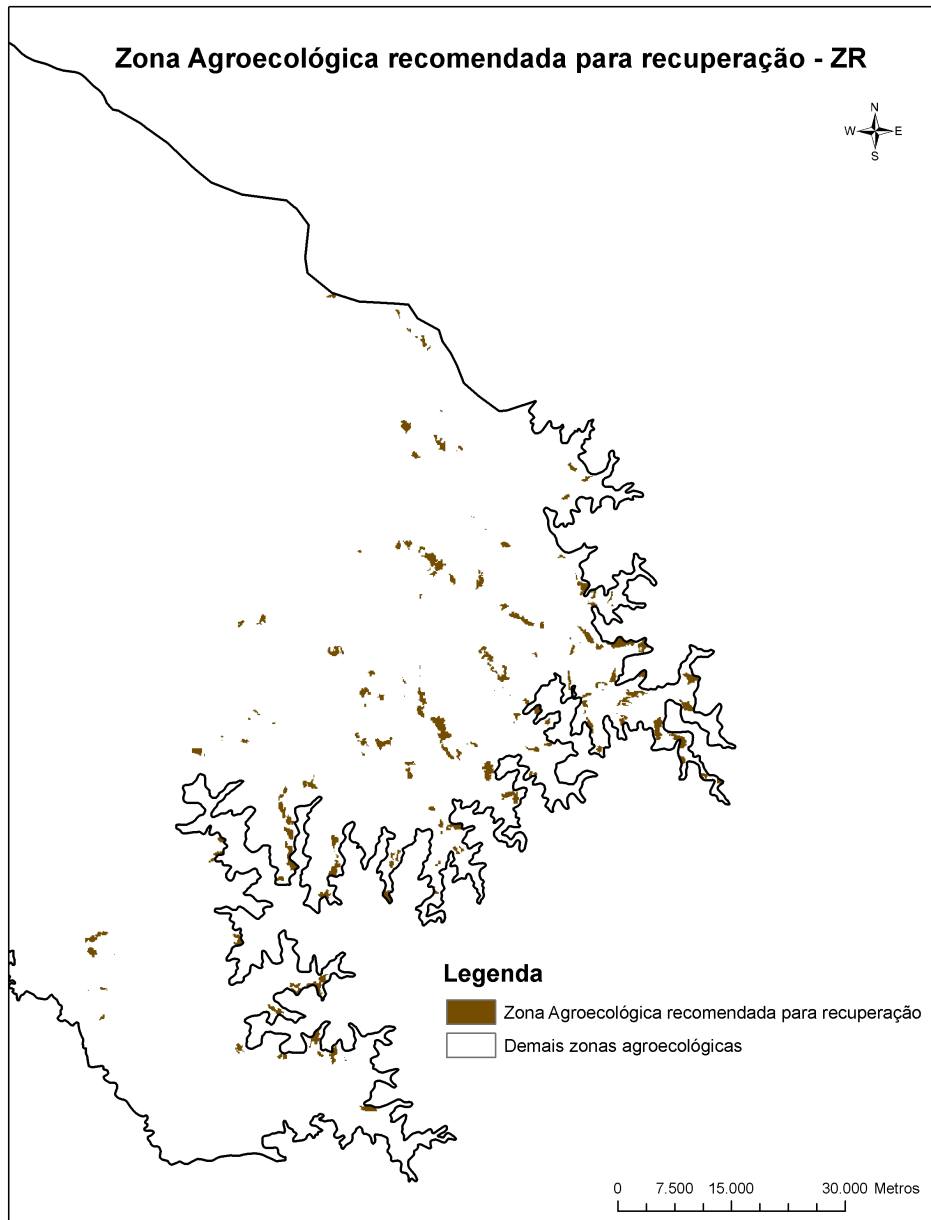 Zona Agroecológica recomendada para recuperação - ZR
N
W E
S
Legenda
Zona Agroecológica recomendada para recuperação
Demais zonas agroecológicas
0 7.500 15.000 30.000 Metros